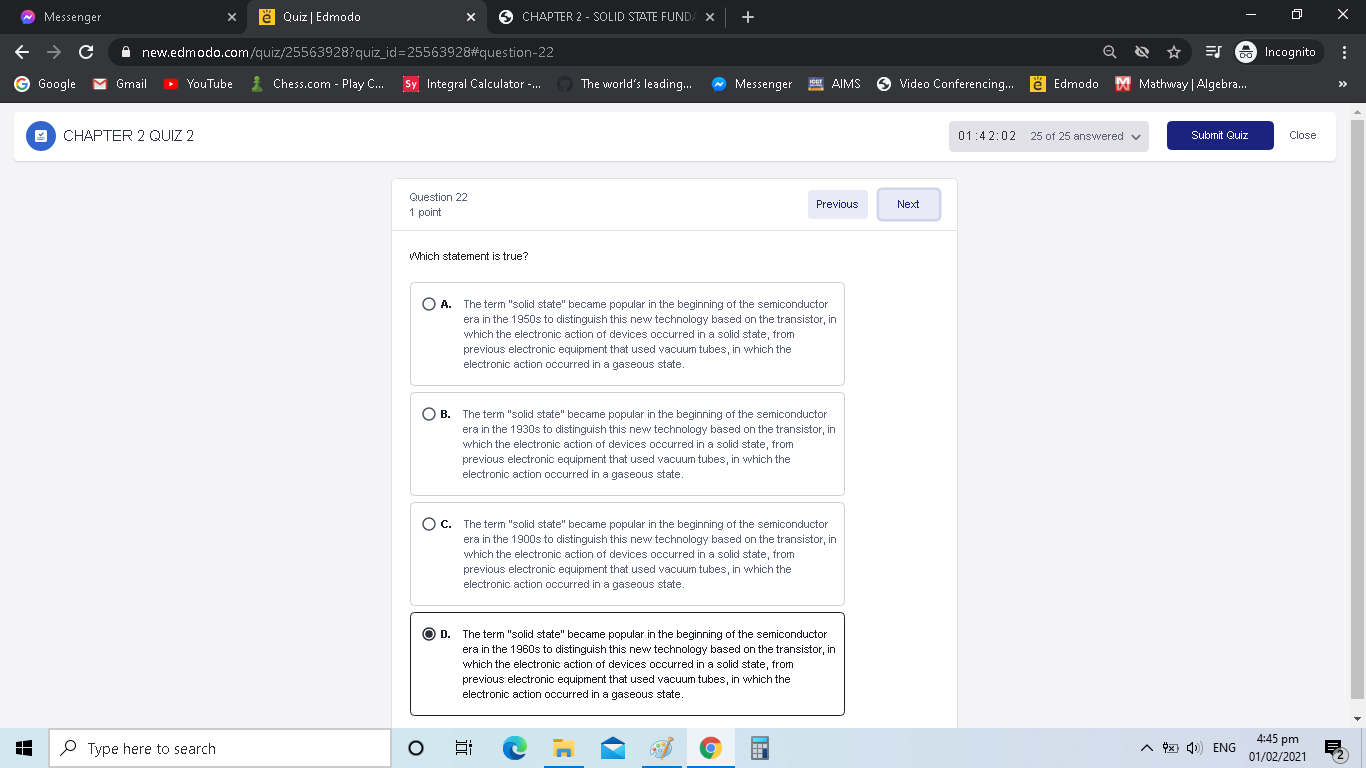 Messenger
Quiz | Edmodo
CHAPTER 2 - SOLID STATE FUNDA
new.edmodo.com/quiz/25563928?quiz_id=25563928#question-22
Incognito
Google
Gmail
YouTube
Chess.com - Play C...
Sy
Integral Calculator -...
The world's leading...
Messenger
AIMS
Video Conferencing...
Edmodo
Mathway | Algebra...
»
CHAPTER 2 QUIZ 2
01:42:02 25 of 25 answered
Submit Quiz
Close
Question 22
1 point
Previous
Next
Which statement is true?
A. The term "solid state" became popular in the beginning of the semiconductor
era in the 1950s to distinguish this new technology based on the transistor, in
which the electronic action of devices occurred in a solid state, from
previous electronic equipment that used vacuum tubes, in which the
electronic action occurred in a gaseous state.
B. The term "solid state" became popular in the beginning of the semiconductor
era in the 1930s to distinguish this new technology based on the transistor, in
which the electronic action of devices occurred in a solid state, from
previous electronic equipment that used vacuum tubes, in which the
electronic action occurred in a gaseous state.
C. The term "solid state" became popular in the beginning of the semiconductor
era in the 1900s to distinguish this new technology based on the transistor, in
which the electronic action of devices occurred in a solid state, from
previous electronic equipment that used vacuum tubes, in which the
electronic action occurred in a gaseous state.
D. The term "solid state" became popular in the beginning of the semiconductor
era in the 1960s to distinguish this new technology based on the transistor, in
which the electronic action of devices occurred in a solid state, from
previous electronic equipment that used vacuum tubes, in which the
electronic action occurred in a gaseous state.
Type here to search
ENG
4:45 pm
01/02/2021
2